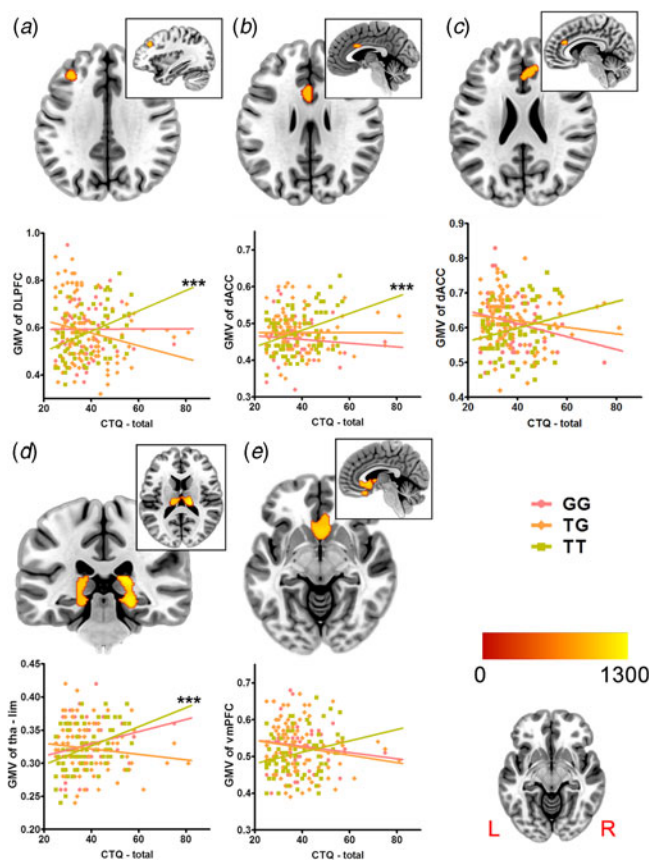 (a)
(b)
(c)
GMV of DLPFC
1.0
0.8
0.6
0.4
***
20 40 60 80
CTQ - total
GMV of dACC
0.7
0.6
0.5
0.4
0.3
***
20 40 60 80
CTQ - total
GMV of dACC
0.9
0.8
0.7
0.6
0.5
0.4
20 40 60 80
CTQ - total
(d)
(e)
GG
TG
TT
0 1300
GMV of tha - lim
0.45
0.40
0.35
0.30
0.25
0.20
***
20 40 60 80
CTQ - total
GMV of vmPFC
0.8
0.7
0.6
0.5
0.4
0.3
20 40 60 80
CTQ - total
L R